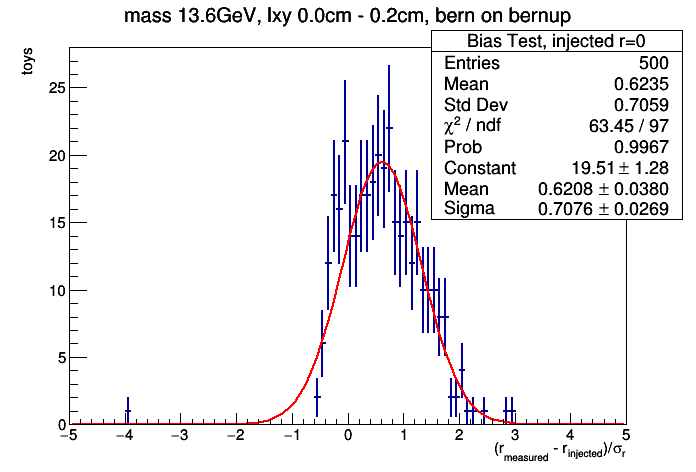 mass 13.6GeV, lxy 0.0cm - 0.2cm, bern on bernup
Bias Test, injected r=0
Entries 500
Mean 0.6235
Std Dev 0.7059
χ² / ndf 63.45 / 97
Prob 0.9967
Constant 19.51 ± 1.28
Mean 0.6208 ± 0.0380
Sigma 0.7076 ± 0.0269
toys
25
20
15
10
5
0
−5 −4 −3 −2 −1 0 1 2 3 4 5
(r_measured - r_injected)/σ_r